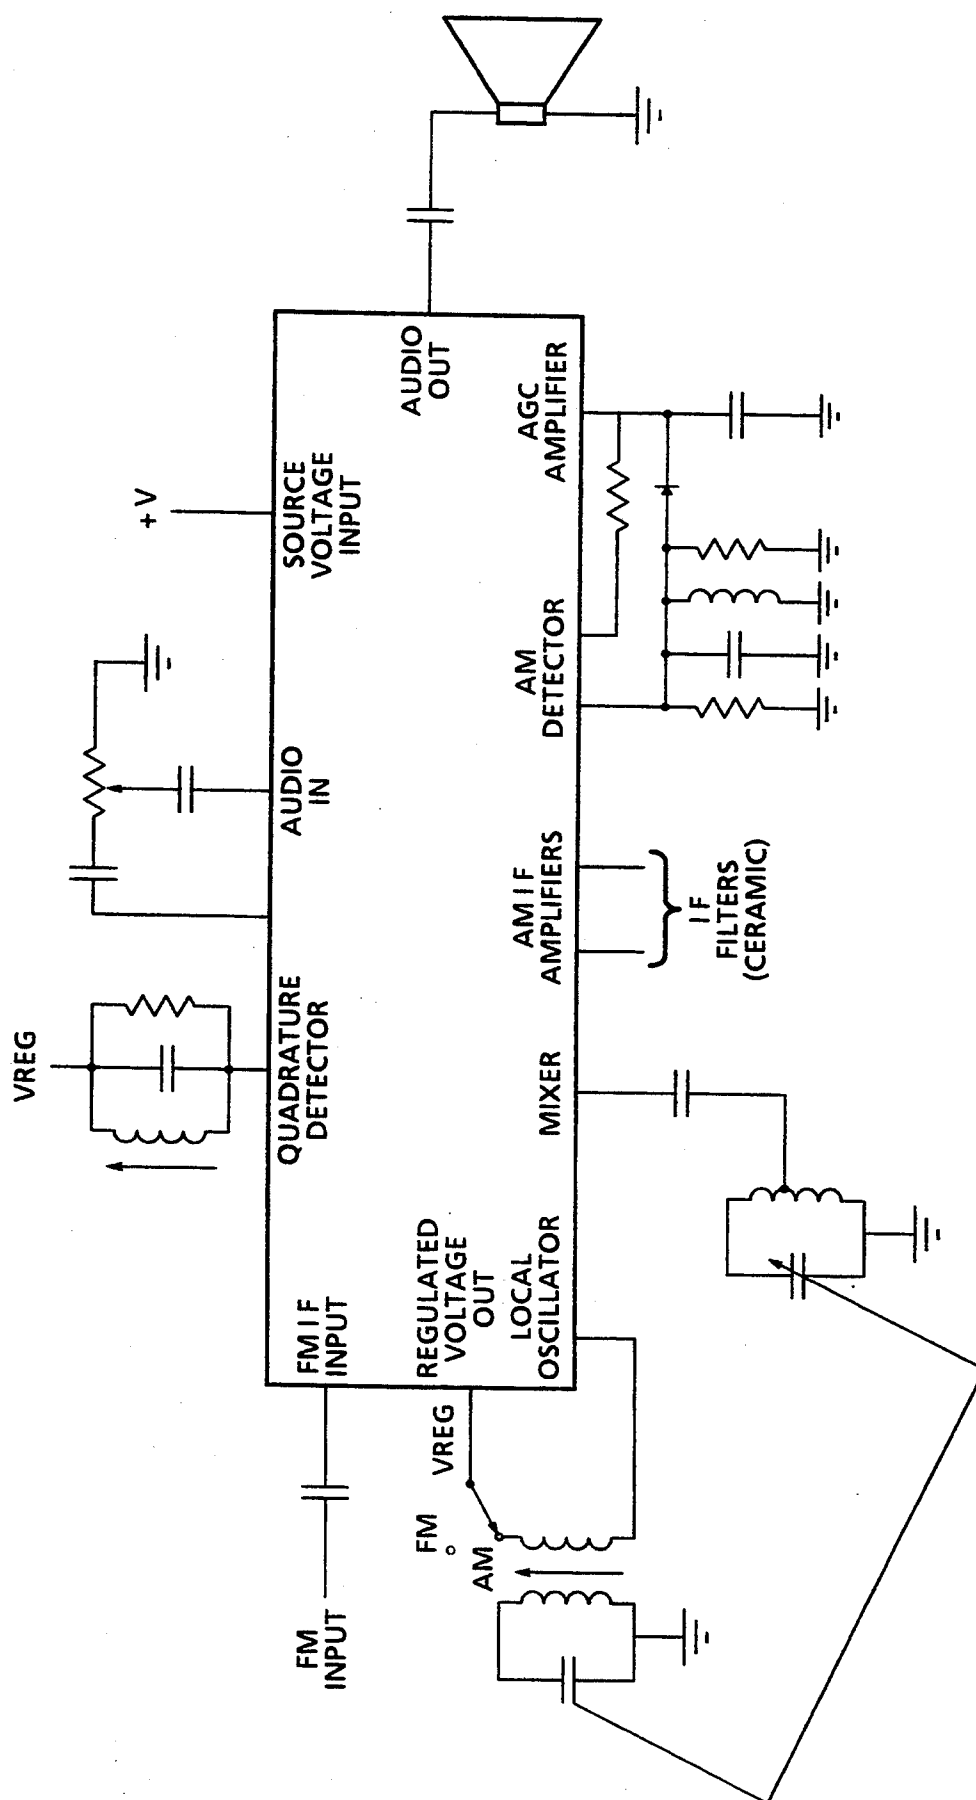 FM
INPUT
FM I F
INPUT
QUADRATURE
DETECTOR
VREG
AUDIO
IN
SOURCE
VOLTAGE
INPUT
+V
AUDIO
OUT
REGULATED
VOLTAGE
OUT
VREG
FM
AM
LOCAL
OSCILLATOR
MIXER
AM I F
AMPLIFIERS
AM
DETECTOR
AGC
AMPLIFIER
I F
FILTERS
(CERAMIC)